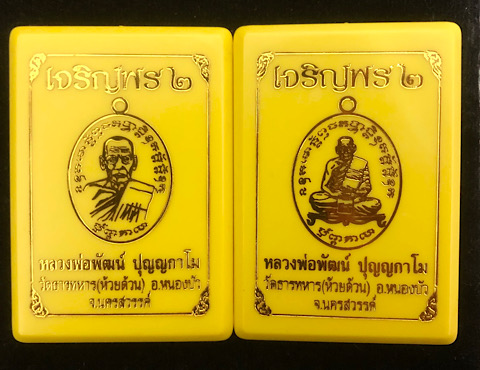 เจริญพร ๒
หลวงพ่อพัฒน์ ปุญญกาโม
วัดธารทหาร(ห้วยด้วน) อ.หนองบัว
จ.นครสวรรค์
เจริญพร ๒
หลวงพ่อพัฒน์ ปุญญกาโม
วัดธารทหาร(ห้วยด้วน) อ.หนองบัว
จ.นครสวรรค์